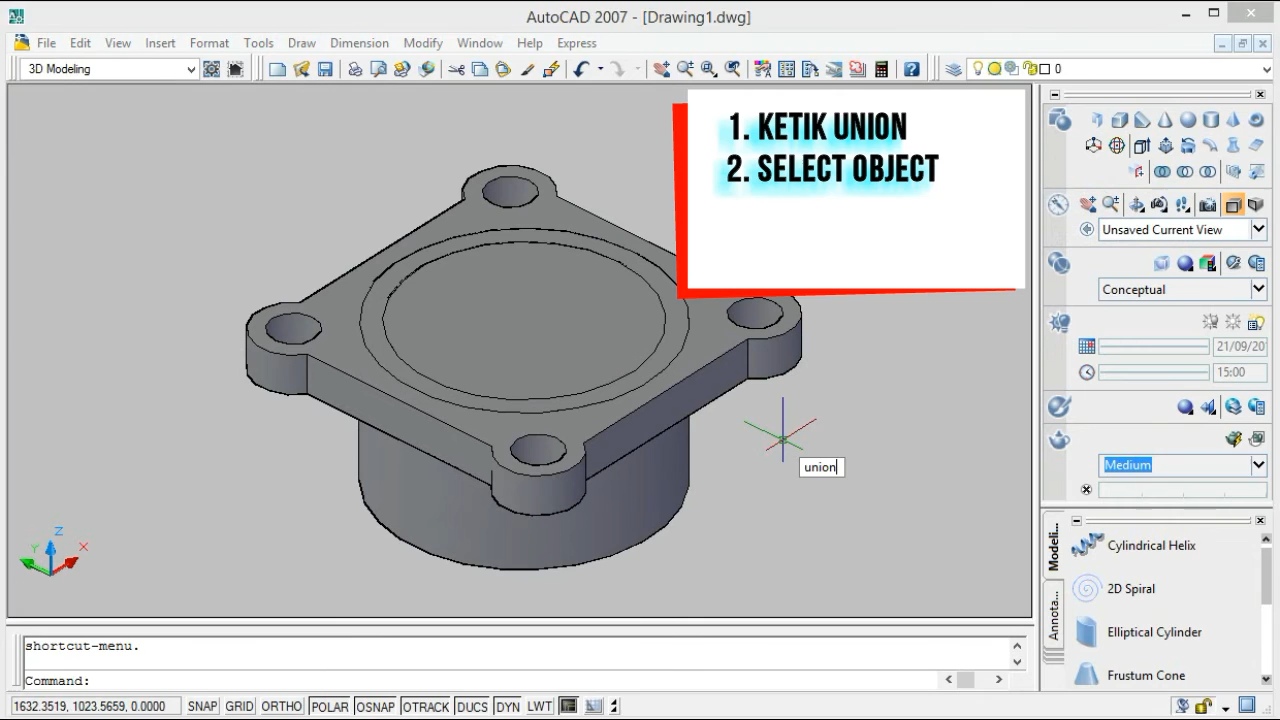 AutoCAD 2007 - [Drawing1.dwg]
File Edit View Insert Format Tools Draw Dimension Modify Window Help Express
3D Modeling
0
1. KETIK UNION
2. SELECT OBJECT
Unsaved Current View
Conceptual
21/09/20
15:00
union
Medium
Z
Y
X
Modeli...
Annota...
Cylindrical Helix
2D Spiral
Elliptical Cylinder
Frustum Cone
shortcut-menu.
Command:
1632.3519, 1023.5659, 0.0000 SNAP GRID ORTHO POLAR OSNAP OTRACK DUCS DYN LWT